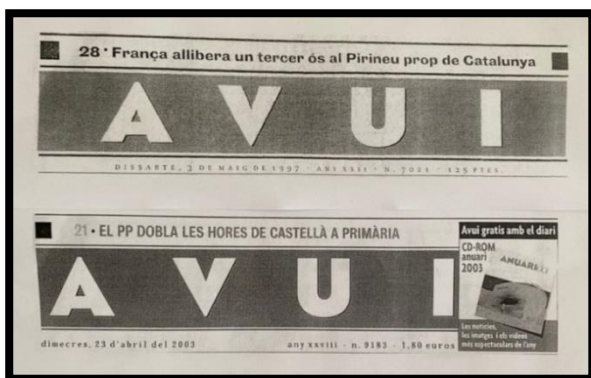 28 · França allibera un tercer ós al Pirineu prop de Catalunya
AVUI
DISSABTE, 3 DE MAIG DE 1997 · ANY XXII · N. 7021 · 125 PTES.
21 · EL PP DOBLA LES HORES DE CASTELLÀ A PRIMÀRIA
AVUI
Avui gratis amb el diari
CD-ROM
anuari
2003
ANUARI
Les notícies,
les imatges i els vídeos
més espectaculars de l'any
dimecres, 23 d'abril del 2003 any xxviii · n. 9183 · 1,80 euros